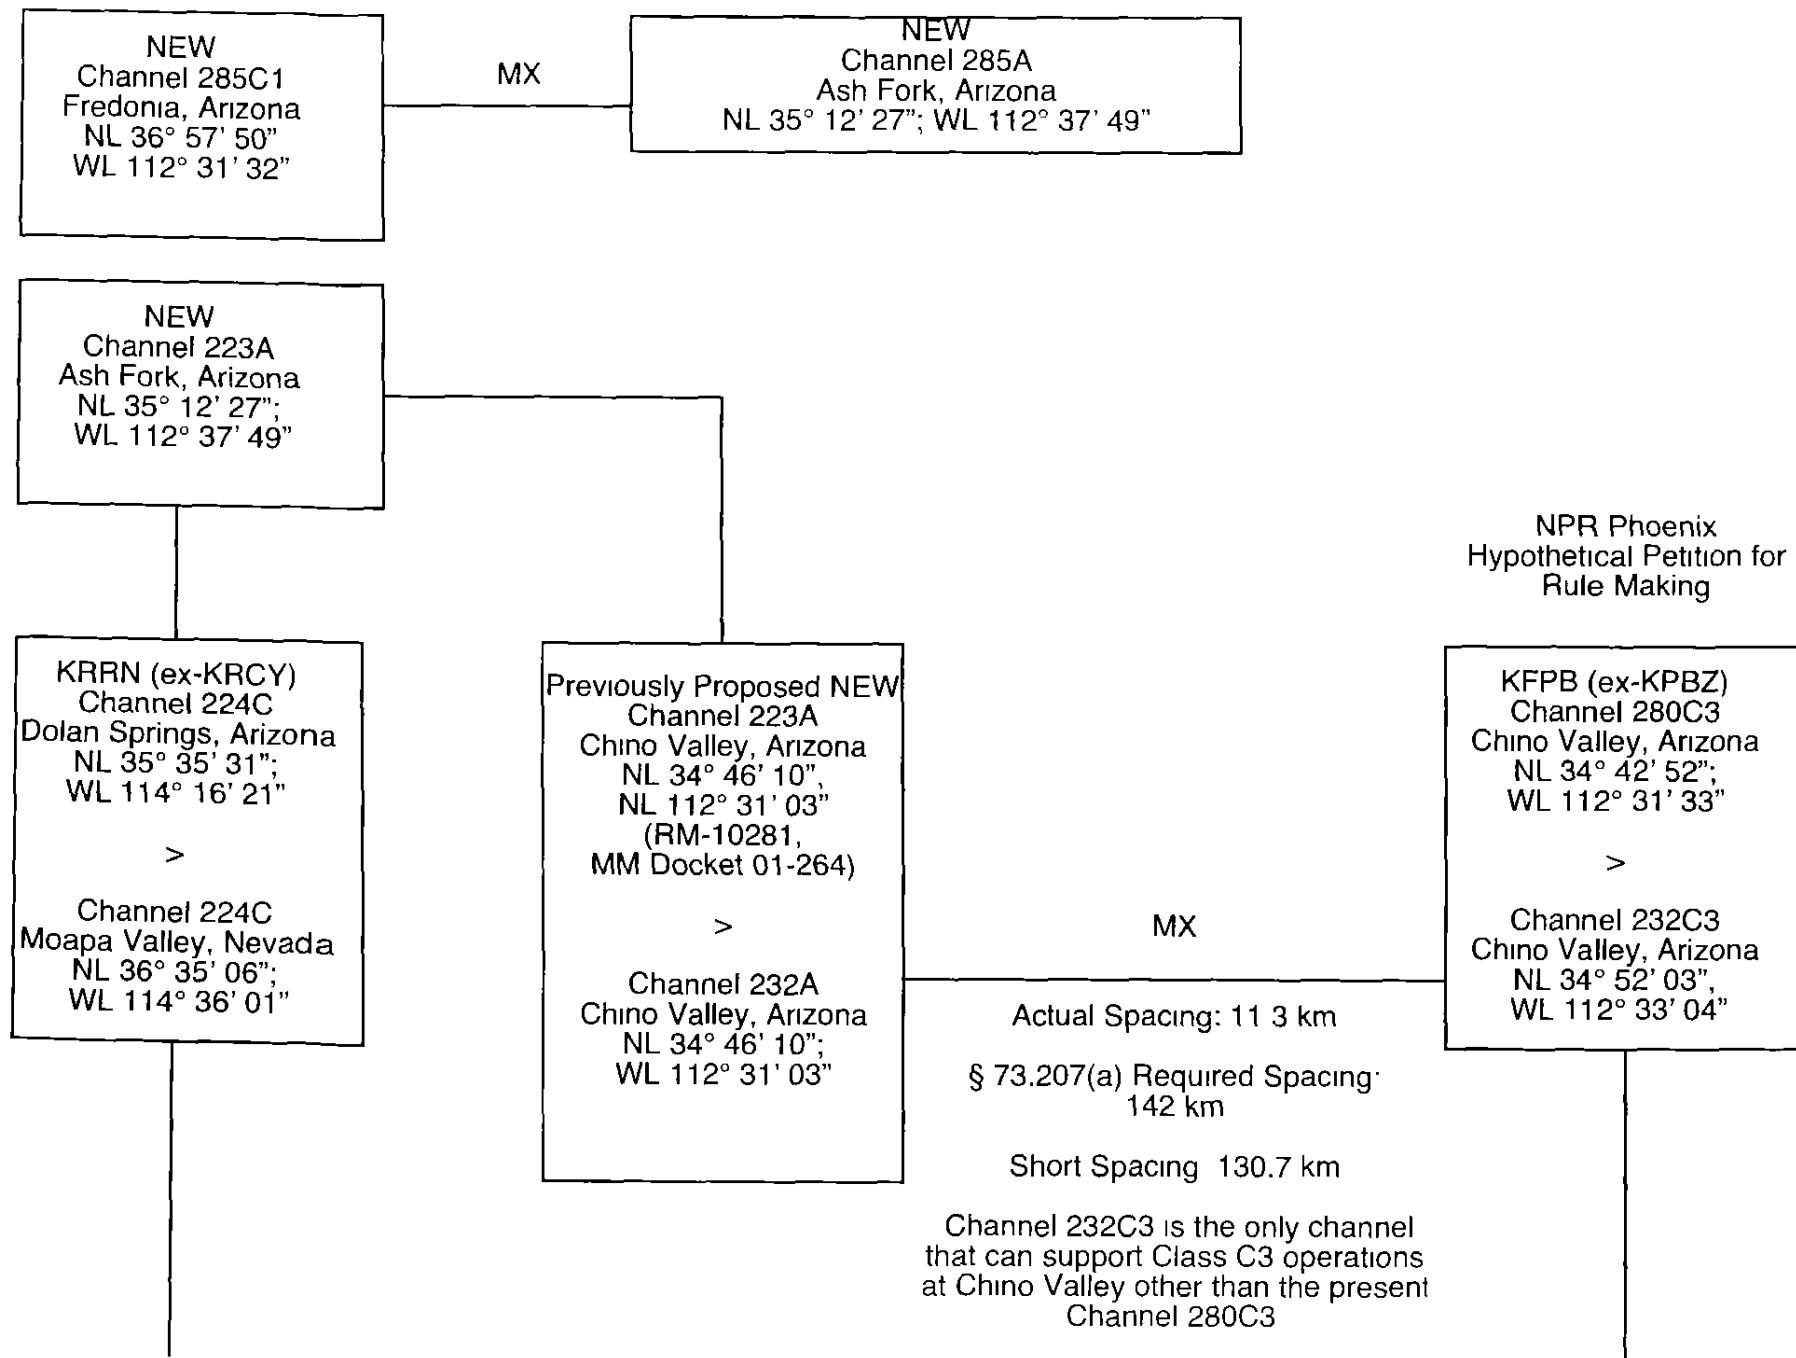 NEW
Channel 285C1
Fredonia, Arizona
NL 36° 57' 50"
WL 112° 31' 32"
MX
NEW
Channel 285A
Ash Fork, Arizona
NL 35° 12' 27"; WL 112° 37' 49"
NEW
Channel 223A
Ash Fork, Arizona
NL 35° 12' 27";
WL 112° 37' 49"
NPR Phoenix
Hypothetical Petition for
Rule Making
KRRN (ex-KRCY)
Channel 224C
Dolan Springs, Arizona
NL 35° 35' 31";
WL 114° 16' 21"
>
Channel 224C
Moapa Valley, Nevada
NL 36° 35' 06";
WL 114° 36' 01"
Previously Proposed NEW
Channel 223A
Chino Valley, Arizona
NL 34° 46' 10",
NL 112° 31' 03"
(RM-10281,
MM Docket 01-264)
>
Channel 232A
Chino Valley, Arizona
NL 34° 46' 10";
WL 112° 31' 03"
MX
Actual Spacing: 11 3 km
§ 73.207(a) Required Spacing·
142 km
Short Spacing 130.7 km
Channel 232C3 is the only channel
that can support Class C3 operations
at Chino Valley other than the present
Channel 280C3
KFPB (ex-KPBZ)
Channel 280C3
Chino Valley, Arizona
NL 34° 42' 52";
WL 112° 31' 33"
>
Channel 232C3
Chino Valley, Arizona
NL 34° 52' 03",
WL 112° 33' 04"